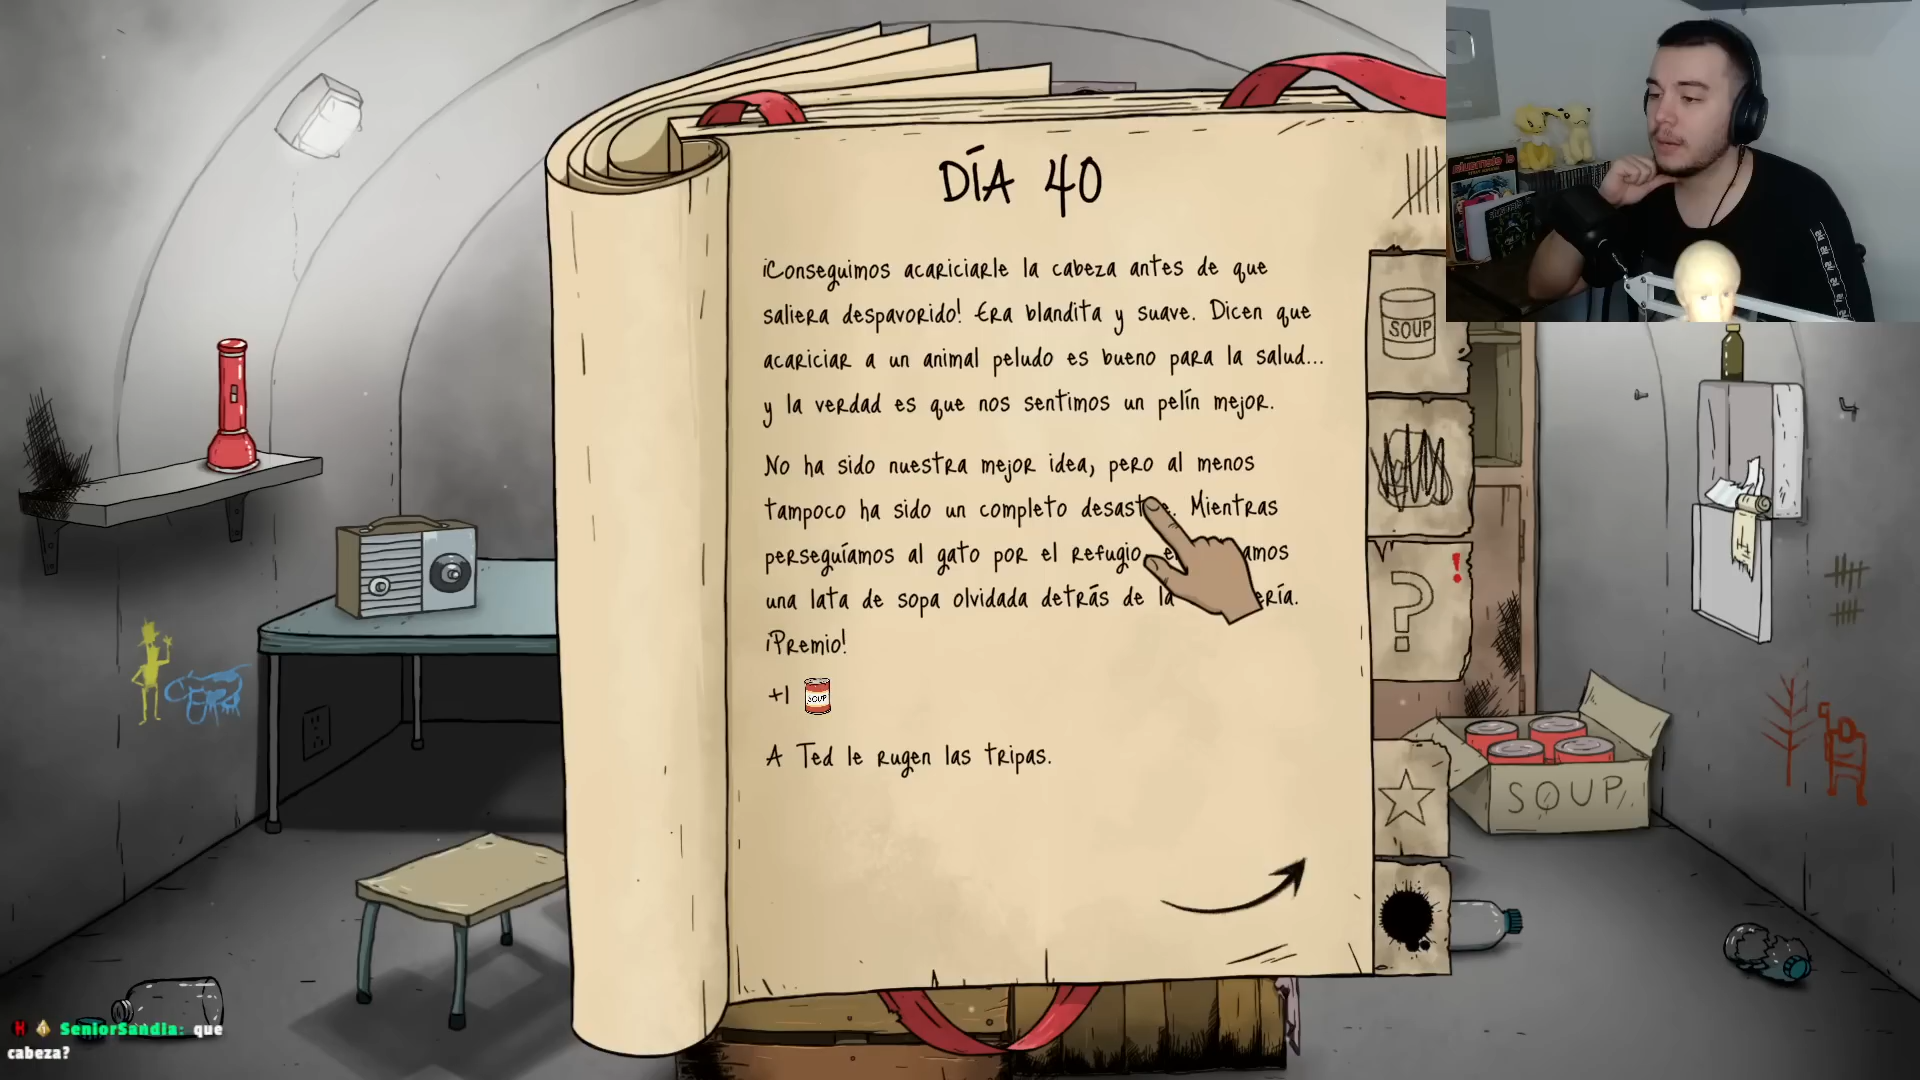 DÍA 40
¡Conseguimos acariciarle la cabeza antes de que
saliera despavorido! Era blandita y suave. Dicen que
acariciar a un animal peludo es bueno para la salud...
y la verdad es que nos sentimos un pelín mejor.
No ha sido nuestra mejor idea, pero al menos
tampoco ha sido un completo Mientras
perseguíamos al gato por el refugio,
una lata de sopa olvidada detrás de
¡Premio!
+1 SOUP
A Ted le rugen las tripas.
SOUP
?
!
SOUP
SeniorSandia: que
cabeza?